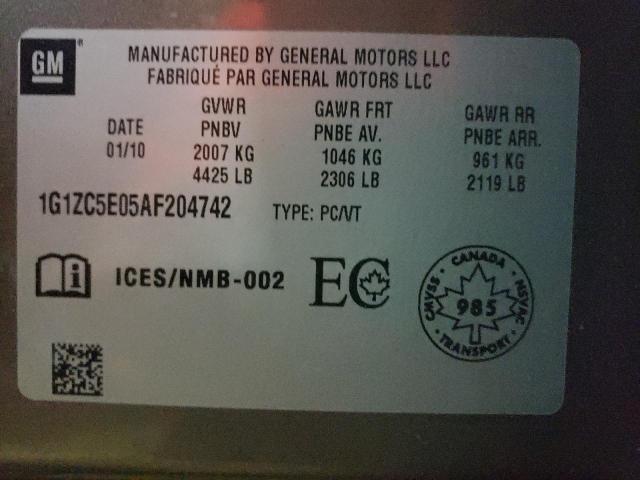 GM
MANUFACTURED BY GENERAL MOTORS LLC
FABRIQUÉ PAR GENERAL MOTORS LLC
DATE
01/10
GVWR
PNBV
2007 KG
4425 LB
GAWR FRT
PNBE AV.
1046 KG
2306 LB
GAWR RR
PNBE ARR.
961 KG
2119 LB
1G1ZC5E05AF204742 TYPE: PC/VT
i ICES/NMB-002 EC
CANADA
CMVSS 985 NSVAC
TRANSPORT